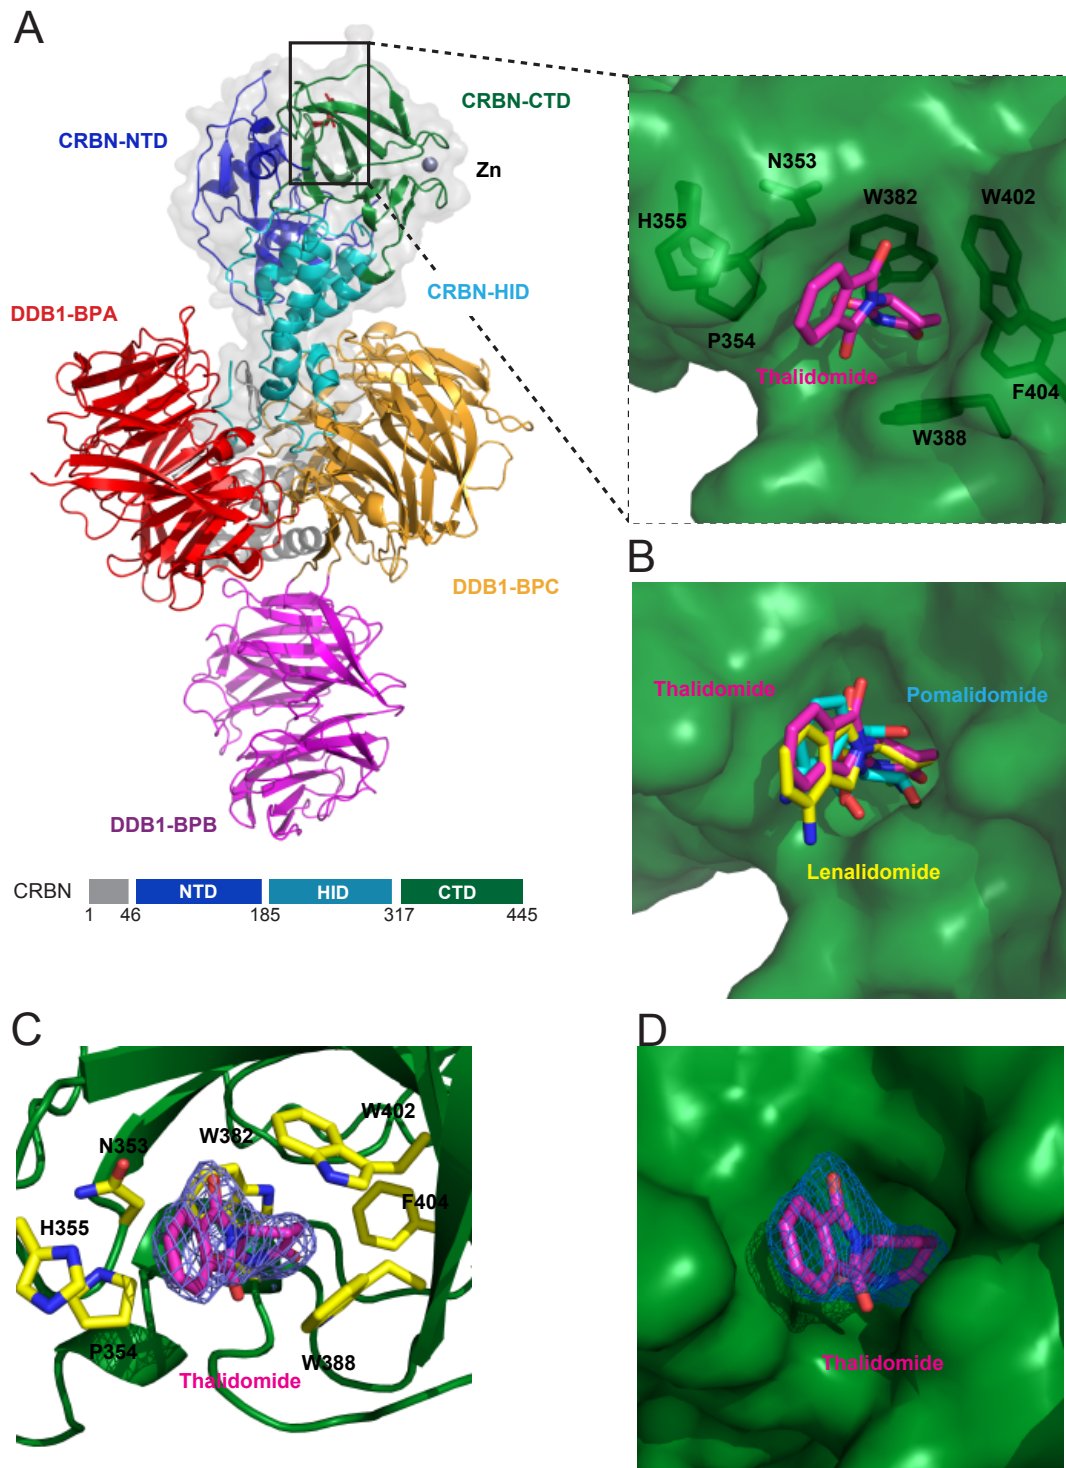 A
CRBN-CTD
CRBN-NTD
Zn
N353
W382
W402
H355
CRBN-HID
DDB1-BPA
P354
Thalidomide
F404
W388
B
DDB1-BPC
Thalidomide
Pomalidomide
DDB1-BPB
Lenalidomide
CRBN
NTD
HID
CTD
1
46
185
317
445
C
W402
W382
N353
F404
H355
P354
W388
Thalidomide
D
Thalidomide